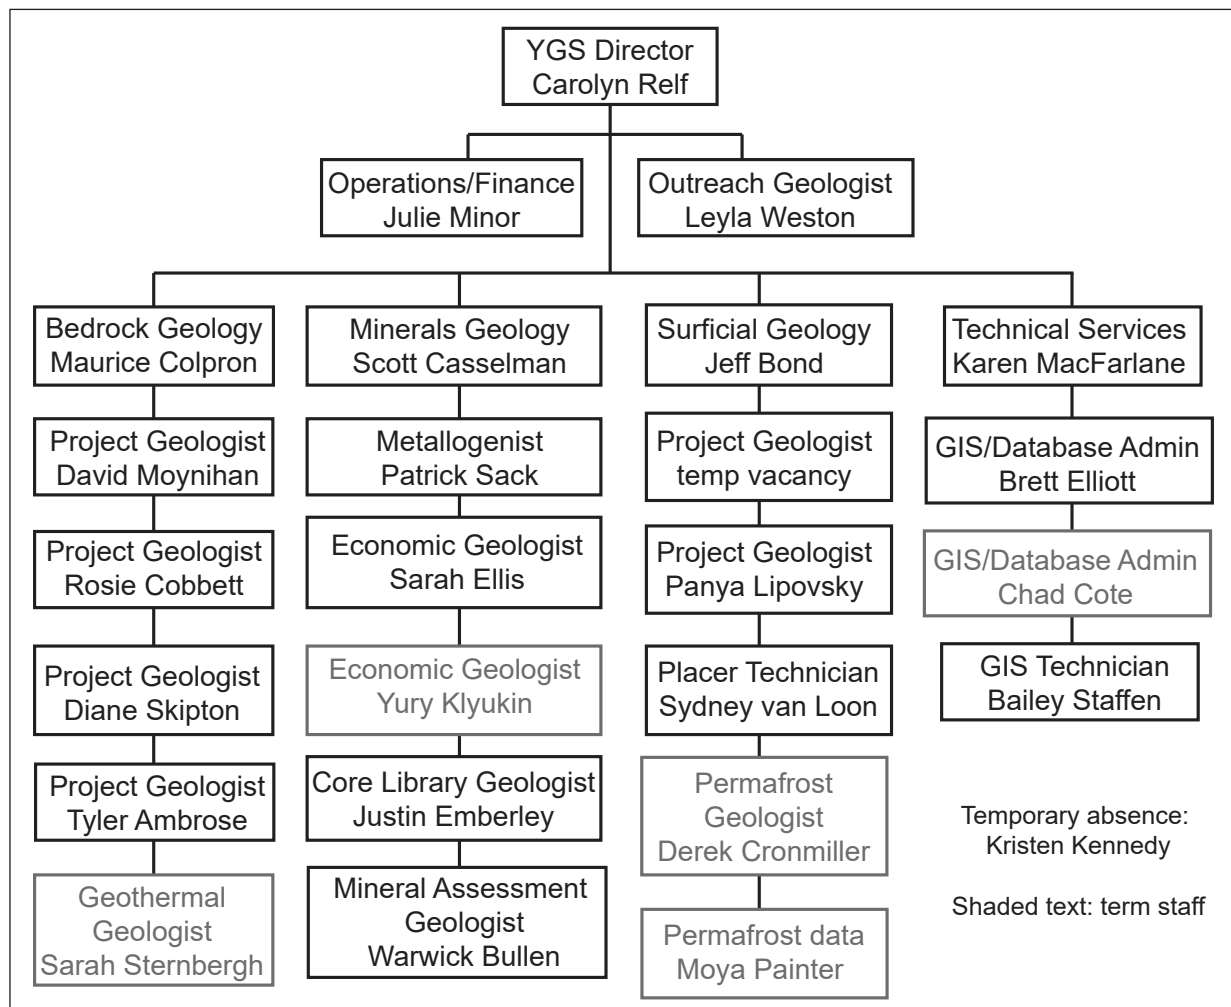 YGS Director
Carolyn Relf
Operations/Finance
Julie Minor
Outreach Geologist
Leyla Weston
Bedrock Geology
Maurice Colpron
Project Geologist
David Moynihan
Project Geologist
Rosie Cobbett
Project Geologist
Diane Skipton
Project Geologist
Tyler Ambrose
Geothermal
Geologist
Sarah Sternbergh
Minerals Geology
Scott Casselman
Metallogenist
Patrick Sack
Economic Geologist
Sarah Ellis
Economic Geologist
Yury Klyukin
Core Library Geologist
Justin Emberley
Mineral Assessment
Geologist
Warwick Bullen
Surficial Geology
Jeff Bond
Project Geologist
temp vacancy
Project Geologist
Panya Lipovsky
Placer Technician
Sydney van Loon
Permafrost
Geologist
Derek Cronmiller
Permafrost data
Moya Painter
Technical Services
Karen MacFarlane
GIS/Database Admin
Brett Elliott
GIS/Database Admin
Chad Cote
GIS Technician
Bailey Staffen
Temporary absence:
Kristen Kennedy
Shaded text: term staff